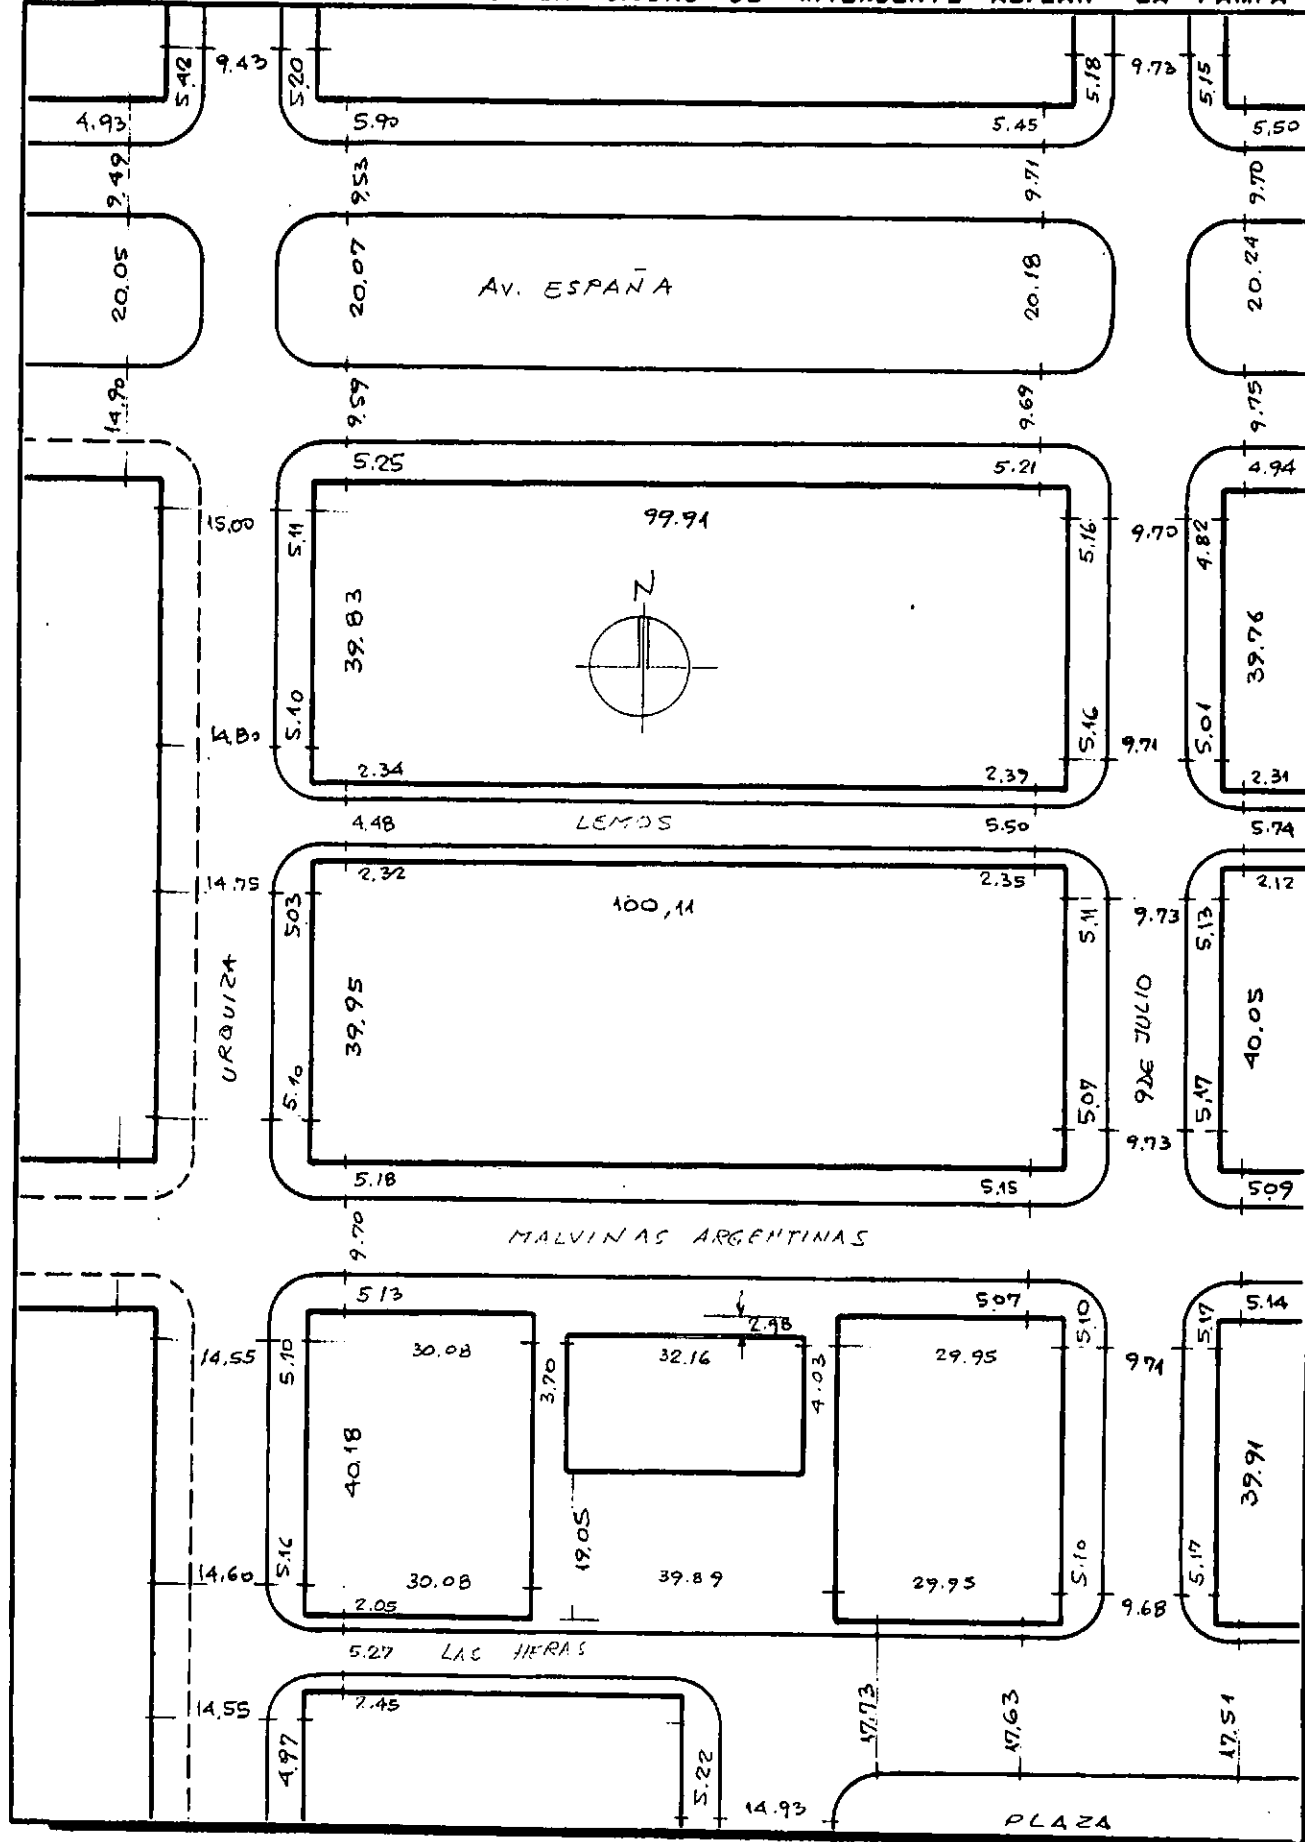 DE INTENDENTE ALVEAR LA PAMPA
5.42 9.43 5.20 5.18 9.73 5.15
4.93 5.90 5.45 5.50
9.49 9.53 9.71 9.70
20.05 20.07 AV. ESPAÑA 20.18 20.24
14.90 9.59 9.69 9.75
5.25 5.21 4.94
15.00 5.11 99.91 5.16 9.70 4.82
39.83 N 39.76
14.80 5.10 5.16 9.71 5.01
2.34 2.39 2.31
4.48 LEMOS 5.50 5.74
2.32 2.35 2.12
14.75 5.03 100,11 5.11 9.73 5.13
URQUIZA 39.95 9 DE JULIO 40.05
5.10 5.07 9.73 5.17
5.18 5.15 5.09
9.70 MALVINAS ARGENTINAS
5.13 5.07 5.14
14.55 5.10 30.08 3.70 32.16 2.98 4.03 29.95 5.10 9.71 5.17
40.18 39.91
14.60 5.16 30.08 19.05 39.89 29.95 5.10 9.68 5.17
2.05
5.27 LAS HERAS
14.55 2.45 17.73 17.63 17.51
4.97 5.22 14.93 PLAZA